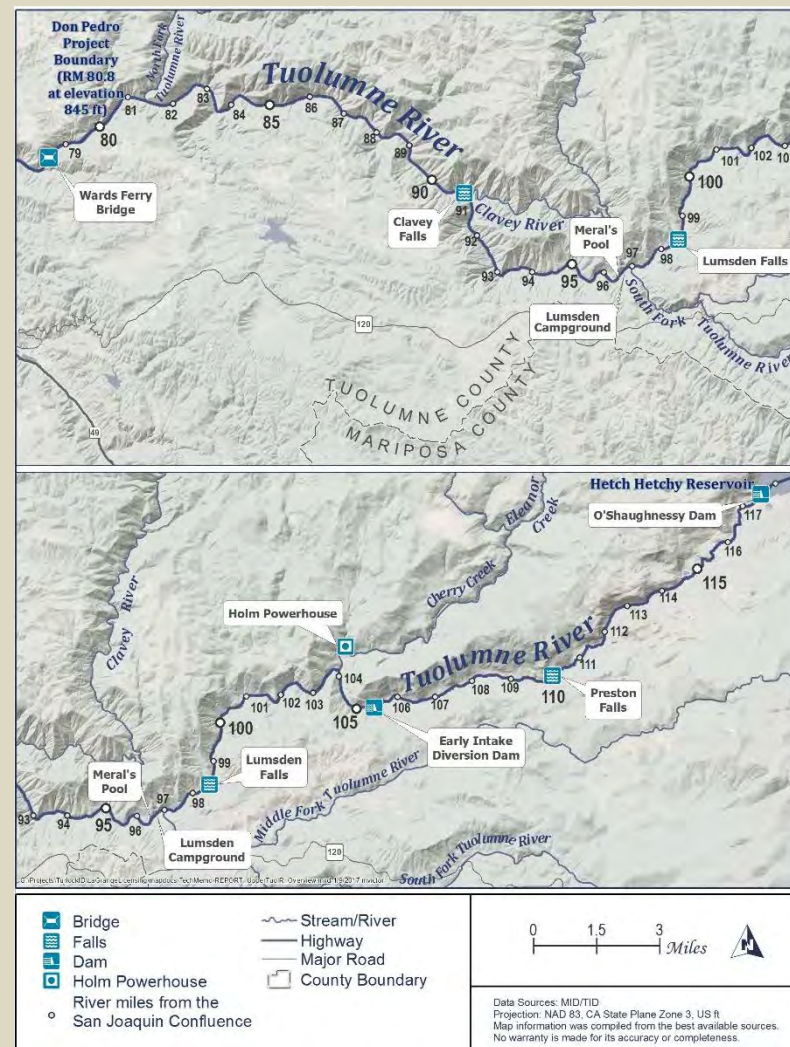 Don Pedro
Project
Boundary
(RM 80.8
at elevation
845 ft)
North Fork
Tuolumne River
Tuolumne River
79
80
81
82
83
84
85
86
87
88
89
90
91
92
93
94
95
96
97
98
99
100
101
102
Wards Ferry
Bridge
Clavey
Falls
Clavey River
Meral's
Pool
Lumsden Falls
Lumsden
Campground
South Fork
Tuolumne River
120
49
TUOLUMNE COUNTY
MARIPOSA COUNTY
Hetch Hetchy Reservoir
O'Shaughnessy Dam
117
116
115
114
113
112
111
110
109
108
107
106
105
104
103
102
101
100
99
98
97
96
95
94
93
Eleanor
Creek
Cherry Creek
Clavey River
Holm Powerhouse
Tuolumne River
Preston
Falls
Early Intake
Diversion Dam
Lumsden
Falls
Meral's
Pool
Lumsden
Campground
Middle Fork Tuolumne River
120
South Fork Tuolumne River
Bridge
Falls
Dam
Holm Powerhouse
River miles from the
San Joaquin Confluence
Stream/River
Highway
Major Road
County Boundary
0 1.5 3 Miles
N
Data Sources: MID/TID
Projection: NAD 83, CA State Plane Zone 3, US ft
Map information was compiled from the best available sources.
No warranty is made for its accuracy or completeness.